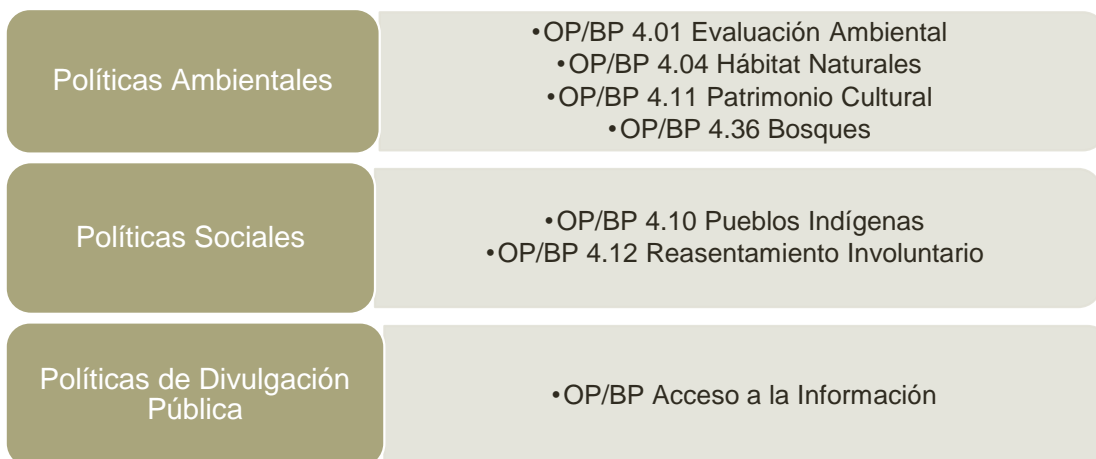 Políticas Ambientales
•OP/BP 4.01 Evaluación Ambiental
•OP/BP 4.04 Hábitat Naturales
•OP/BP 4.11 Patrimonio Cultural
•OP/BP 4.36 Bosques
Políticas Sociales
•OP/BP 4.10 Pueblos Indígenas
•OP/BP 4.12 Reasentamiento Involuntario
Políticas de Divulgación
Pública
•OP/BP Acceso a la Información